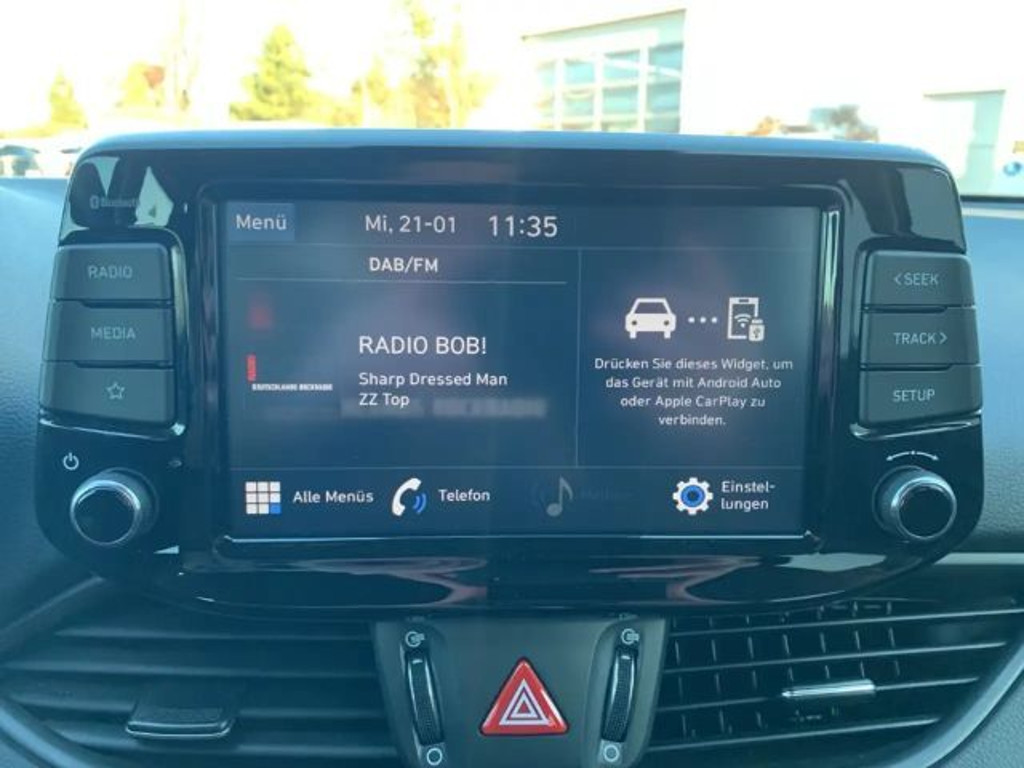 Bluetooth
RADIO
MEDIA
Menü
Mi, 21-01
11:35
DAB/FM
RADIO BOB!
Sharp Dressed Man
ZZ Top
Drücken Sie dieses Widget, um
das Gerät mit Android Auto
oder Apple CarPlay zu
verbinden.
Alle Menüs
Telefon
Einstel-
lungen
< SEEK
TRACK >
SETUP